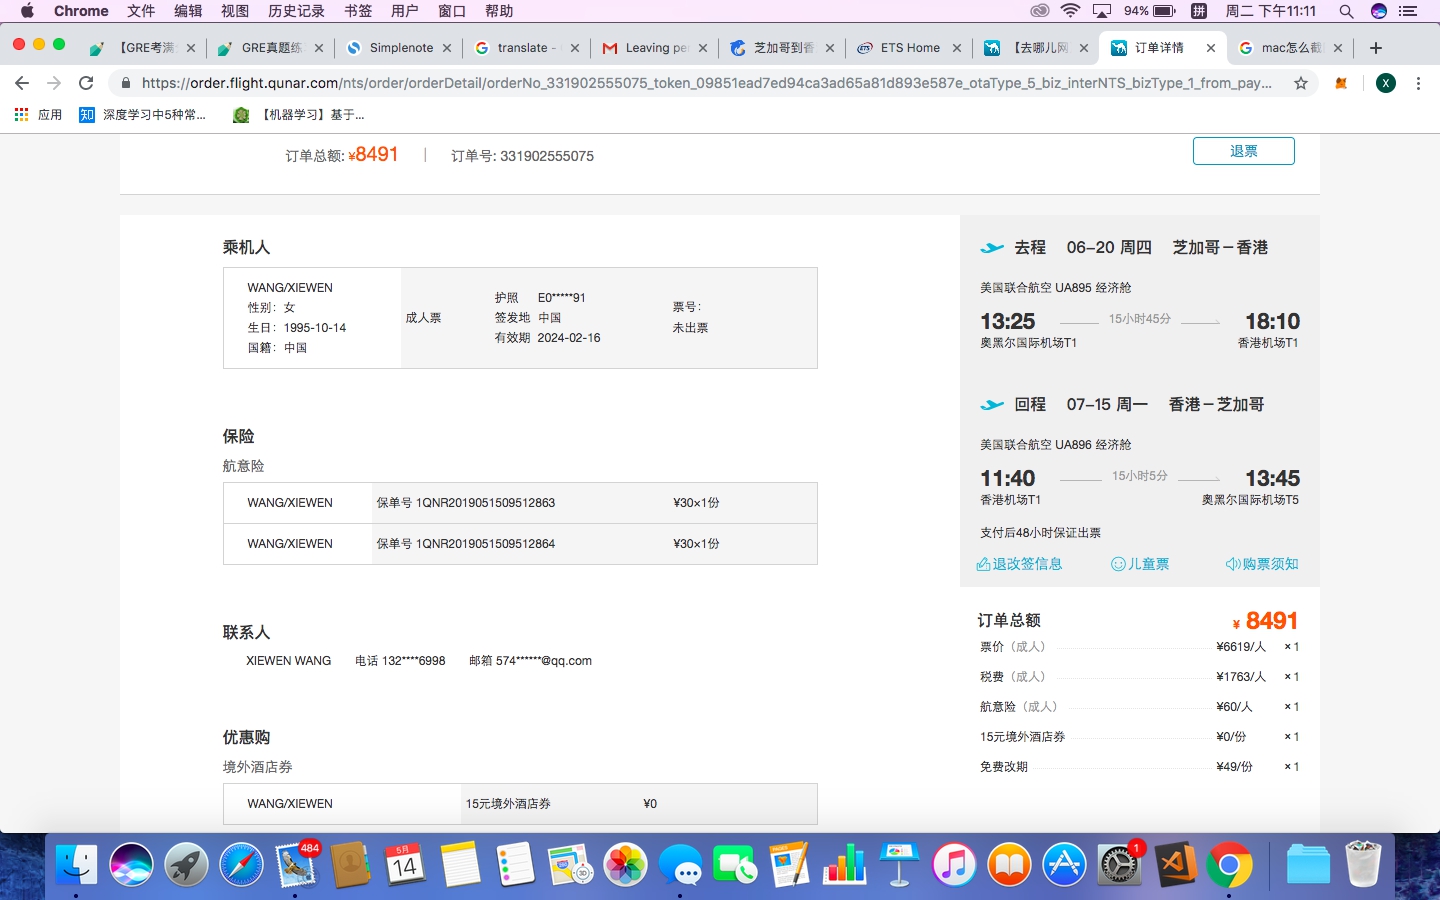 Chrome 文件 编辑 视图 历史记录 书签 用户 窗口 帮助 94% 拼 周二 下午11:11
【GRE考满 GRE真题练 Simplenote translate - Leaving pe 芝加哥到香 ETS Home 【去哪儿网 订单详情 mac怎么截
https://order.flight.qunar.com/nts/order/orderDetail/orderNo_331902555075_token_09851ead7ed94ca3ad65a81d893e587e_otaType_5_biz_interNTS_bizType_1_from_pay... X
应用 知 深度学习中5种常... 【机器学习】基于...
订单总额: ¥8491 | 订单号: 331902555075 退票
乘机人
WANG/XIEWEN
性别: 女
生日: 1995-10-14
国籍: 中国
成人票
护照 E0*****91
签发地 中国
有效期 2024-02-16
票号:
未出票
保险
航意险
WANG/XIEWEN 保单号 1QNR2019051509512863 ¥30×1份
WANG/XIEWEN 保单号 1QNR2019051509512864 ¥30×1份
联系人
XIEWEN WANG 电话 132****6998 邮箱 574******@qq.com
优惠购
境外酒店券
WANG/XIEWEN 15元境外酒店券 ¥0
去程 06-20 周四 芝加哥-香港
美国联合航空 UA895 经济舱
13:25 15小时45分 18:10
奥黑尔国际机场T1 香港机场T1
回程 07-15 周一 香港-芝加哥
美国联合航空 UA896 经济舱
11:40 15小时5分 13:45
香港机场T1 奥黑尔国际机场T5
支付后48小时保证出票
退改签信息 儿童票 购票须知
订单总额 ¥ 8491
票价（成人） ¥6619/人 ×1
税费（成人） ¥1763/人 ×1
航意险（成人） ¥60/人 ×1
15元境外酒店券 ¥0/份 ×1
免费改期 ¥49/份 ×1
484 5月 14 1